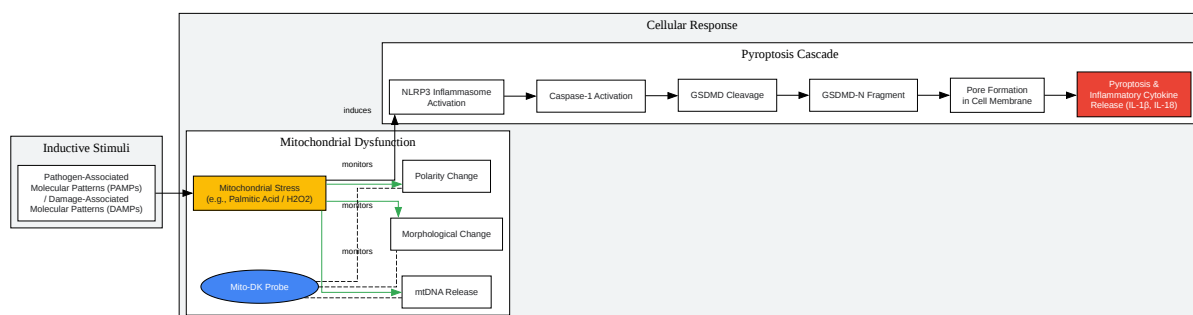 Cellular Response
Pyroptosis Cascade
NLRP3 Inflammasome
Activation
Caspase-1 Activation
GSDMD Cleavage
GSDMD-N Fragment
Pore Formation
in Cell Membrane
Pyroptosis &
Inflammatory Cytokine
Release (IL-1β, IL-18)
induces
Inductive Stimuli
Pathogen-Associated
Molecular Patterns (PAMPs)
/ Damage-Associated
Molecular Patterns (DAMPs)
Mitochondrial Dysfunction
Mitochondrial Stress
(e.g., Palmitic Acid / H2O2)
monitors
Polarity Change
monitors
Morphological Change
monitors
Mito-DK Probe
mtDNA Release